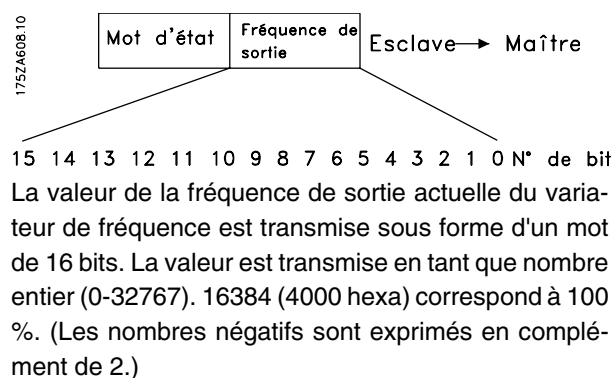 175ZA608.10
Mot d'état
Fréquence de
sortie
Esclave → Maître
15 14 13 12 11 10 9 8 7 6 5 4 3 2 1 0 N° de bit
La valeur de la fréquence de sortie actuelle du varia-
teur de fréquence est transmise sous forme d'un mot
de 16 bits. La valeur est transmise en tant que nombre
entier (0-32767). 16384 (4000 hexa) correspond à 100
%. (Les nombres négatifs sont exprimés en complé-
ment de 2.)